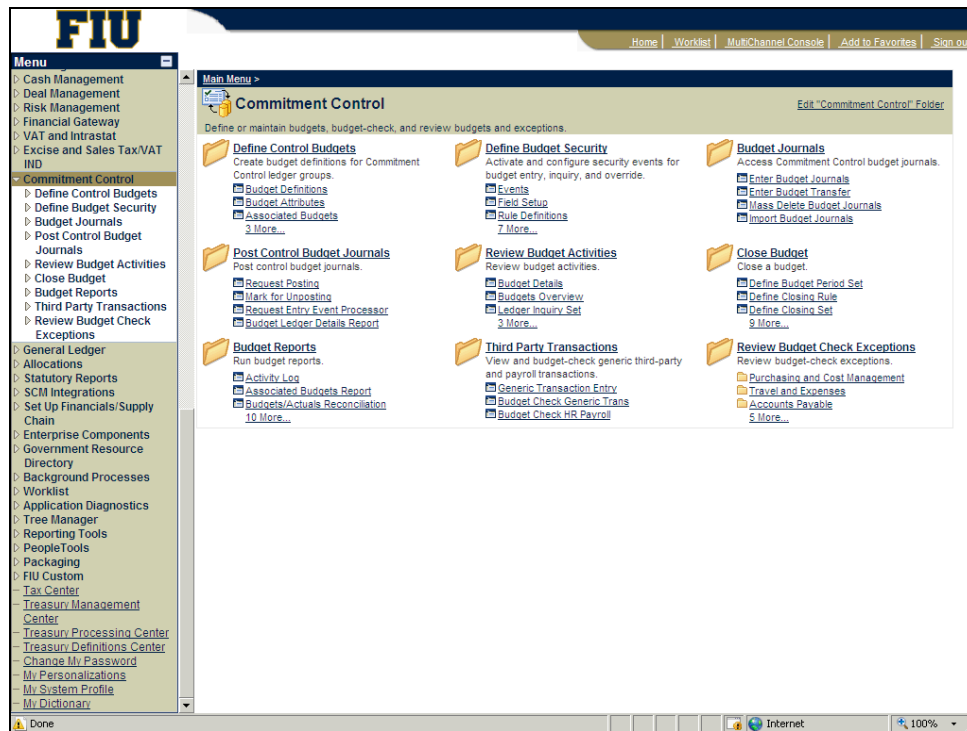 FIU
Home | Worklist | MultiChannel Console | Add to Favorites | Sign ou
Menu
Cash Management
Deal Management
Risk Management
Financial Gateway
VAT and Intrastat
Excise and Sales Tax/VAT
IND
Commitment Control
Define Control Budgets
Define Budget Security
Budget Journals
Post Control Budget
Journals
Review Budget Activities
Close Budget
Budget Reports
Third Party Transactions
Review Budget Check
Exceptions
General Ledger
Allocations
Statutory Reports
SCM Integrations
Set Up Financials/Supply
Chain
Enterprise Components
Government Resource
Directory
Background Processes
Worklist
Application Diagnostics
Tree Manager
Reporting Tools
PeopleTools
Packaging
FIU Custom
Tax Center
Treasury Management
Center
Treasury Processing Center
Treasury Definitions Center
Change My Password
My Personalizations
My System Profile
My Dictionary
Main Menu >
Commitment Control
Edit "Commitment Control" Folder
Define or maintain budgets, budget-check, and review budgets and exceptions.
Define Control Budgets
Create budget definitions for Commitment
Control ledger groups.
Budget Definitions
Budget Attributes
Associated Budgets
3 More...
Define Budget Security
Activate and configure security events for
budget entry, inquiry, and override.
Events
Field Setup
Rule Definitions
7 More...
Budget Journals
Access Commitment Control budget journals.
Enter Budget Journals
Enter Budget Transfer
Mass Delete Budget Journals
Import Budget Journals
Post Control Budget Journals
Post control budget journals.
Request Posting
Mark for Unposting
Request Entry Event Processor
Budget Ledger Details Report
Review Budget Activities
Review budget activities.
Budget Details
Budgets Overview
Ledger Inquiry Set
3 More...
Close Budget
Close a budget.
Define Budget Period Set
Define Closing Rule
Define Closing Set
9 More...
Budget Reports
Run budget reports.
Activity Log
Associated Budgets Report
Budgets/Actuals Reconciliation
10 More...
Third Party Transactions
View and budget-check generic third-party
and payroll transactions.
Generic Transaction Entry
Budget Check Generic Trans
Budget Check HR Payroll
Review Budget Check Exceptions
Review budget-check exceptions.
Purchasing and Cost Management
Travel and Expenses
Accounts Payable
5 More...
Done
Internet
100%